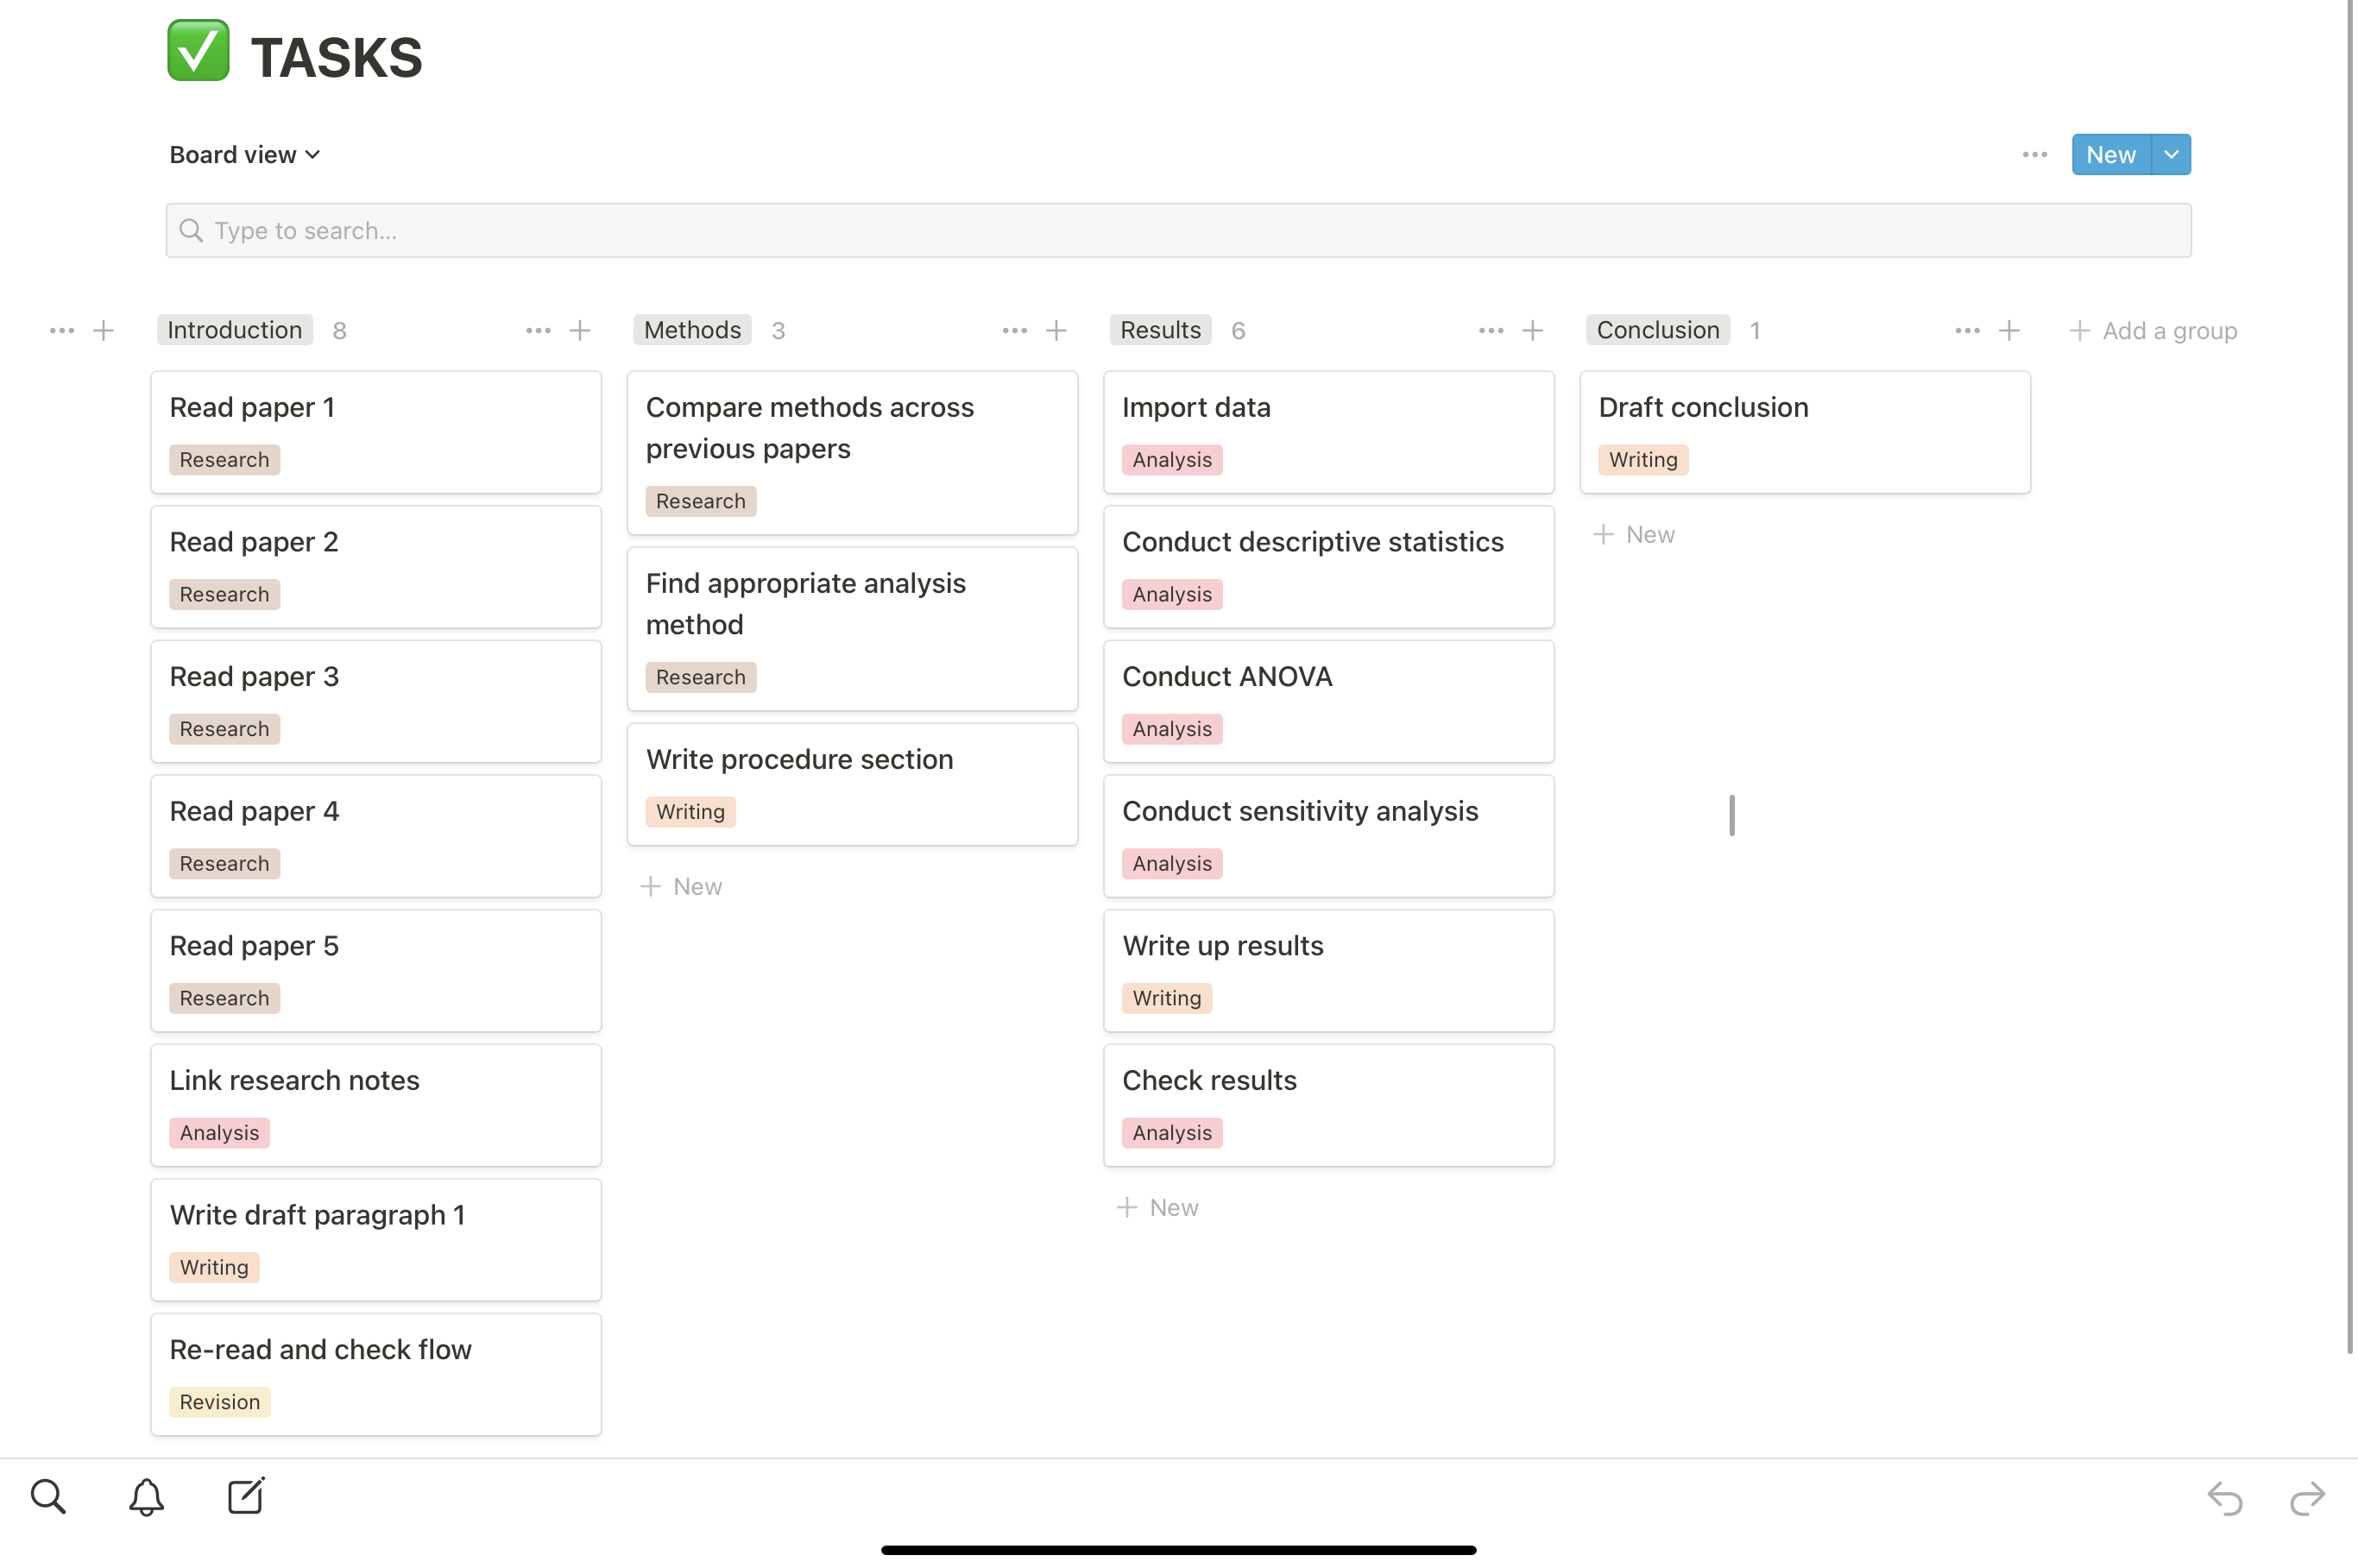 TASKS
Board view
New
Type to search...
Introduction 8
Read paper 1
Research
Read paper 2
Research
Read paper 3
Research
Read paper 4
Research
Read paper 5
Research
Link research notes
Analysis
Write draft paragraph 1
Writing
Re-read and check flow
Revision
Methods 3
Compare methods across
previous papers
Research
Find appropriate analysis
method
Research
Write procedure section
Writing
New
Results 6
Import data
Analysis
Conduct descriptive statistics
Analysis
Conduct ANOVA
Analysis
Conduct sensitivity analysis
Analysis
Write up results
Writing
Check results
Analysis
New
Conclusion 1
Draft conclusion
Writing
New
Add a group